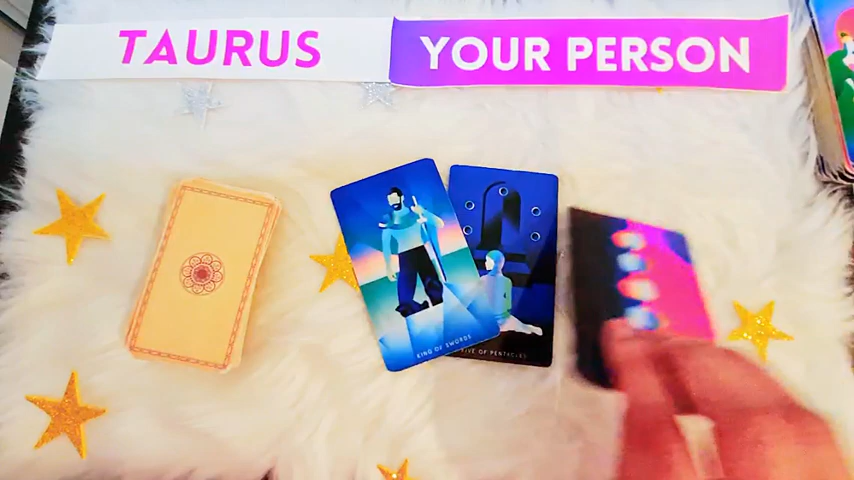 TAURUS
YOUR PERSON
KING OF SWORDS
FIVE OF PENTACLES